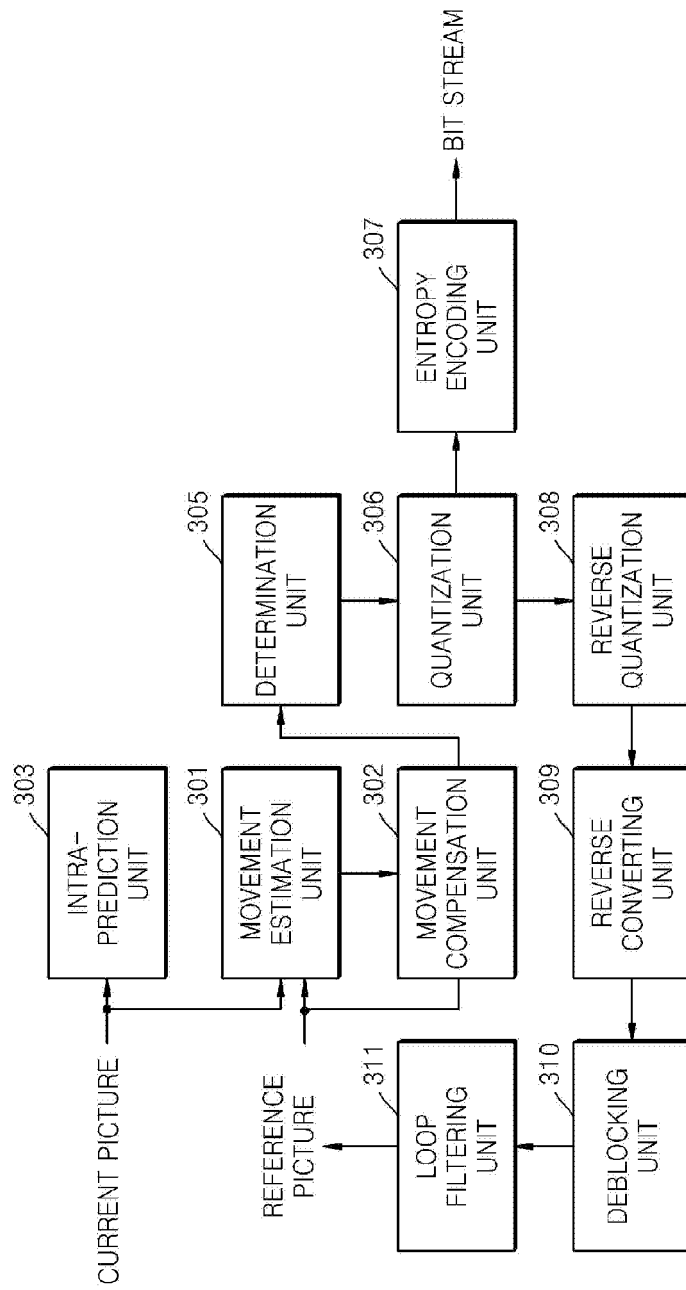 CURRENT PICTURE
303
INTRA-
PREDICTION
UNIT
301
MOVEMENT
ESTIMATION
UNIT
305
DETERMINATION
UNIT
REFERENCE
PICTURE
311
LOOP
FILTERING
UNIT
302
MOVEMENT
COMPENSATION
UNIT
306
QUANTIZATION
UNIT
307
ENTROPY
ENCODING
UNIT
BIT STREAM
310
DEBLOCKING
UNIT
309
REVERSE
CONVERTING
UNIT
308
REVERSE
QUANTIZATION
UNIT